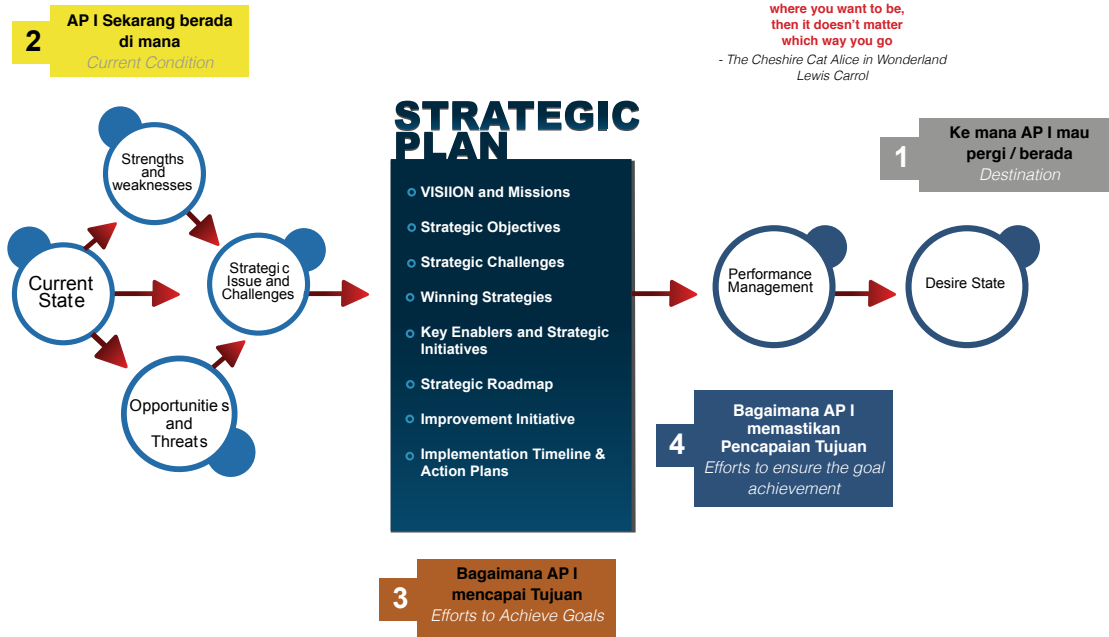 2
AP I Sekarang berada
di mana
Current Condition
where you want to be,
then it doesn't matter
which way you go
- The Cheshire Cat Alice in Wonderland
Lewis Carrol
1
Ke mana AP I mau
pergi / berada
Destination
Strengths
and
weaknesses
Current
State
Strategic
Issue and
Challenges
Opportunities
and
Threats
STRATEGIC
PLAN
VISIION and Missions
Strategic Objectives
Strategic Challenges
Winning Strategies
Key Enablers and Strategic
Initiatives
Strategic Roadmap
Improvement Initiative
Implementation Timeline &
Action Plans
Performance
Management
Desire State
4
Bagaimana AP I
memastikan
Pencapaian Tujuan
Efforts to ensure the goal
achievement
3
Bagaimana AP I
mencapai Tujuan
Efforts to Achieve Goals